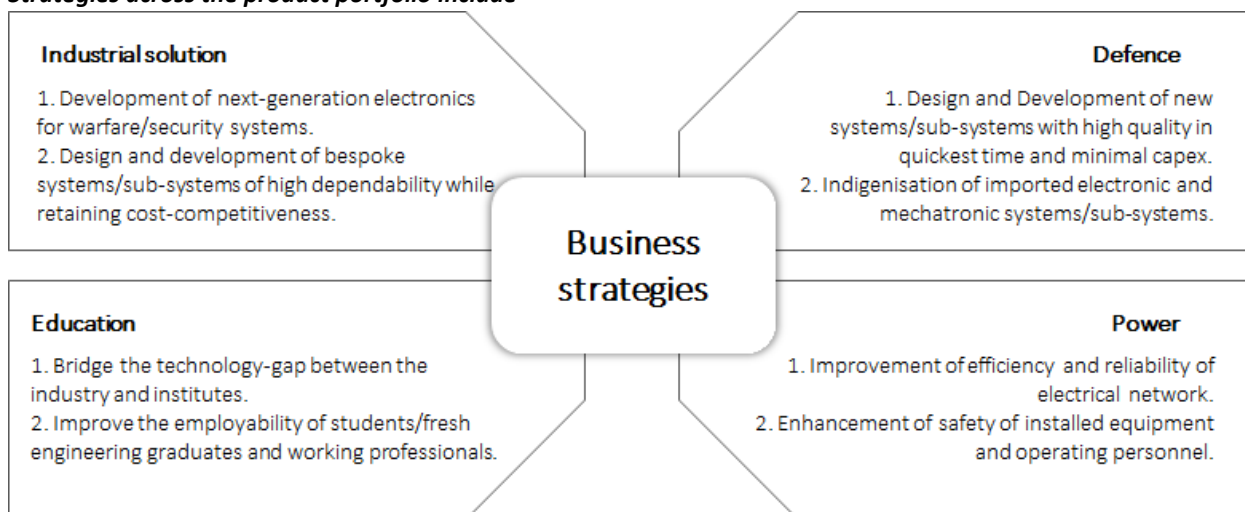 Strategies across the product portfolio include
Industrial solution
1. Development of next-generation electronics
for warfare/security systems.
2. Design and development of bespoke
systems/sub-systems of high dependability while
retaining cost-competitiveness.
Defence
1. Design and Development of new
systems/sub-systems with high quality in
quickest time and minimal capex.
2. Indigenisation of imported electronic and
mechatronic systems/sub-systems.
Business
strategies
Education
1. Bridge the technology-gap between the
industry and institutes.
2. Improve the employability of students/fresh
engineering graduates and working professionals.
Power
1. Improvement of efficiency and reliability of
electrical network.
2. Enhancement of safety of installed equipment
and operating personnel.